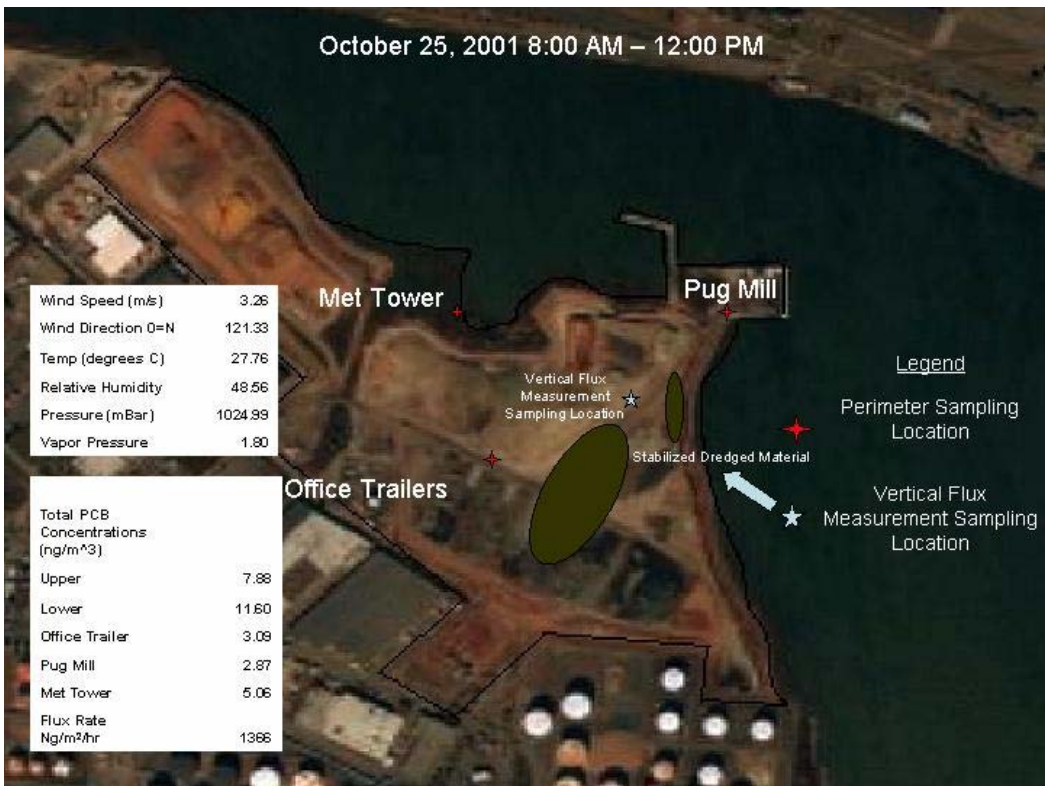 October 25, 2001 8:00 AM – 12:00 PM
Met Tower
Pug Mill
Wind Speed (m/s) 3.26
Wind Direction 0=N 121.33
Temp (degrees C) 27.76
Relative Humidity 48.56
Pressure (mBar) 1024.99
Vapor Pressure 1.80
Vertical Flux
Measurement
Sampling Location
Stabilized Dredged Material
Office Trailers
Legend
Perimeter Sampling
Location
Vertical Flux
Measurement Sampling
Location
Total PCB
Concentrations
(ng/m^3)
Upper 7.88
Lower 11.60
Office Trailer 3.09
Pug Mill 2.87
Met Tower 5.06
Flux Rate
Ng/m²/hr 1366